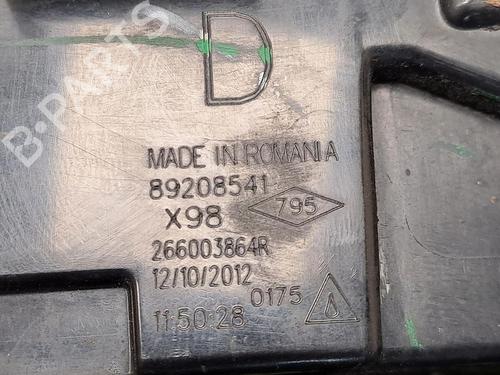 D
MADE IN ROMANIA
89208541
X98 795
266003864R
12/10/2012
0175
11:50:28
B-PARTS